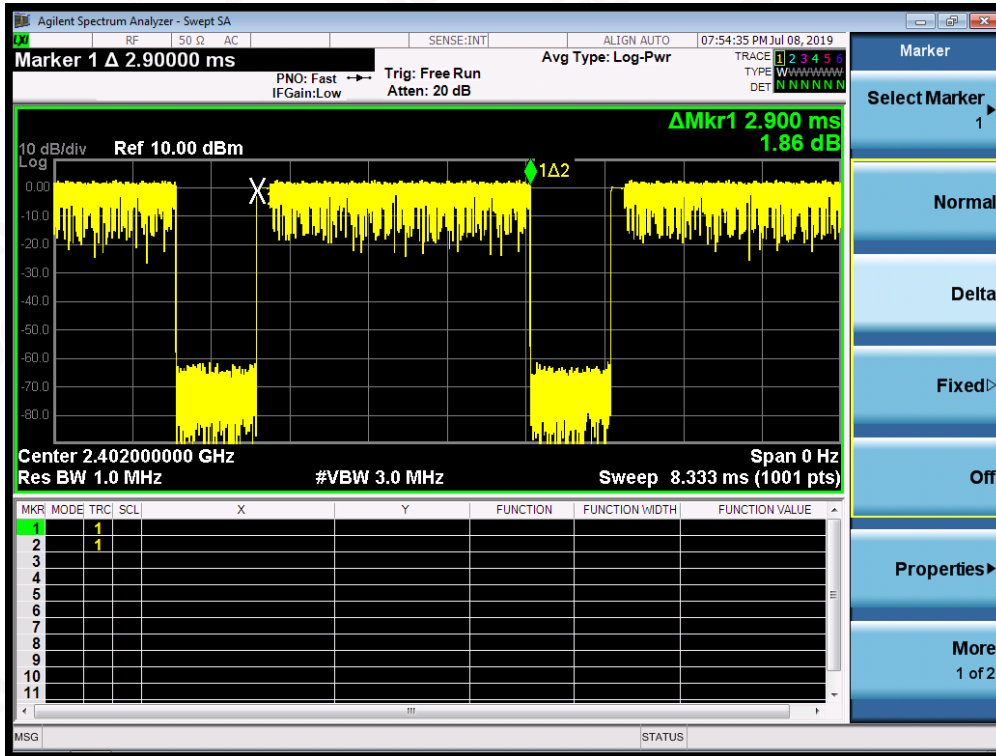 Agilent Spectrum Analyzer - Swept SA
LXI RF 50 Ω AC SENSE:INT ALIGN AUTO 07:54:35 PM Jul 08, 2019
Marker 1 Δ 2.90000 ms
PNO: Fast
IFGain:Low
Trig: Free Run
Atten: 20 dB
Avg Type: Log-Pwr
TRACE 1 2 3 4 5 6
TYPE WWWWWW
DET N N N N N N
ΔMkr1 2.900 ms
1.86 dB
10 dB/div Ref 10.00 dBm
Log
0.00
-10.0
-20.0
-30.0
-40.0
-50.0
-60.0
-70.0
-80.0
1Δ2
Center 2.402000000 GHz Span 0 Hz
Res BW 1.0 MHz #VBW 3.0 MHz Sweep 8.333 ms (1001 pts)
MKR MODE TRC SCL X Y FUNCTION FUNCTION WIDTH FUNCTION VALUE
1 1
2 1
3
4
5
6
7
8
9
10
11
MSG STATUS
Marker
Select Marker
1
Normal
Delta
Fixed
Off
Properties
More
1 of 2